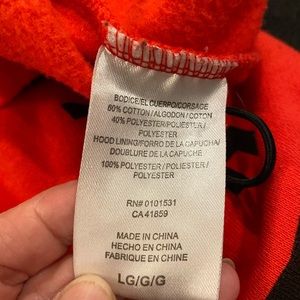 BODICE/EL CUERPO/CORSAGE
60% COTTON/ALGODON/COTON
40% POLYESTER/POLIESTER/
POLYESTER
HOOD LINING/FORRO DE LA CAPUCHA/
DOUBLURE DE LA CAPUCHE
100% POLYESTER/POLIESTER/
POLYESTER
RN# 0101531
CA 41859
MADE IN CHINA
HECHO EN CHINA
FABRIQUE EN CHINE
LG/G/G